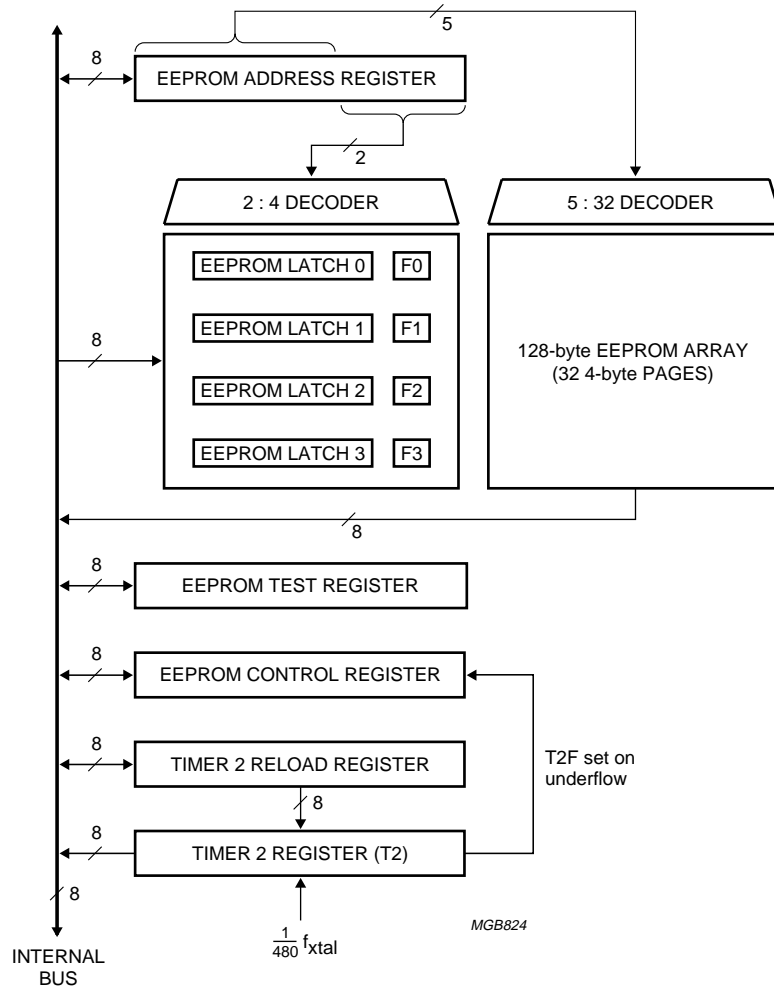 5
8
EEPROM ADDRESS REGISTER
2
2 : 4 DECODER
5 : 32 DECODER
EEPROM LATCH 0
F0
EEPROM LATCH 1
F1
8
128-byte EEPROM ARRAY
(32 4-byte PAGES)
EEPROM LATCH 2
F2
EEPROM LATCH 3
F3
8
8
EEPROM TEST REGISTER
8
EEPROM CONTROL REGISTER
T2F set on
underflow
8
TIMER 2 RELOAD REGISTER
8
8
TIMER 2 REGISTER (T2)
8
1/480 fxtal
MGB824
INTERNAL
BUS